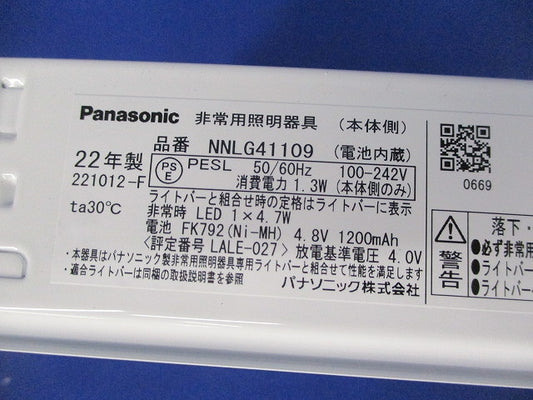 Panasonic 非常用照明器具 (本体側)
品番 NNLG41109 (電池内蔵)
22年製
221012-F
PS E PESL 50/60Hz 100-242V
消費電力 1.3W (本体側のみ)
ライトバーと組合せ時の定格はライトバーに表示
ta30℃
非常時 LED 1×4.7W
電池 FK792(Ni-MH) 4.8V 1200mAh
<評定番号 LALE-027> 放電基準電圧 4.0V
・本器具はパナソニック製非常用照明器具専用ライトバーと組合せて性能を満足します
・適合ライトバーは同梱の取扱説明書を参照
パナソニック株式会社
0669
警告
落下・
●必ず非常用
●ライトバー
●ライトバー